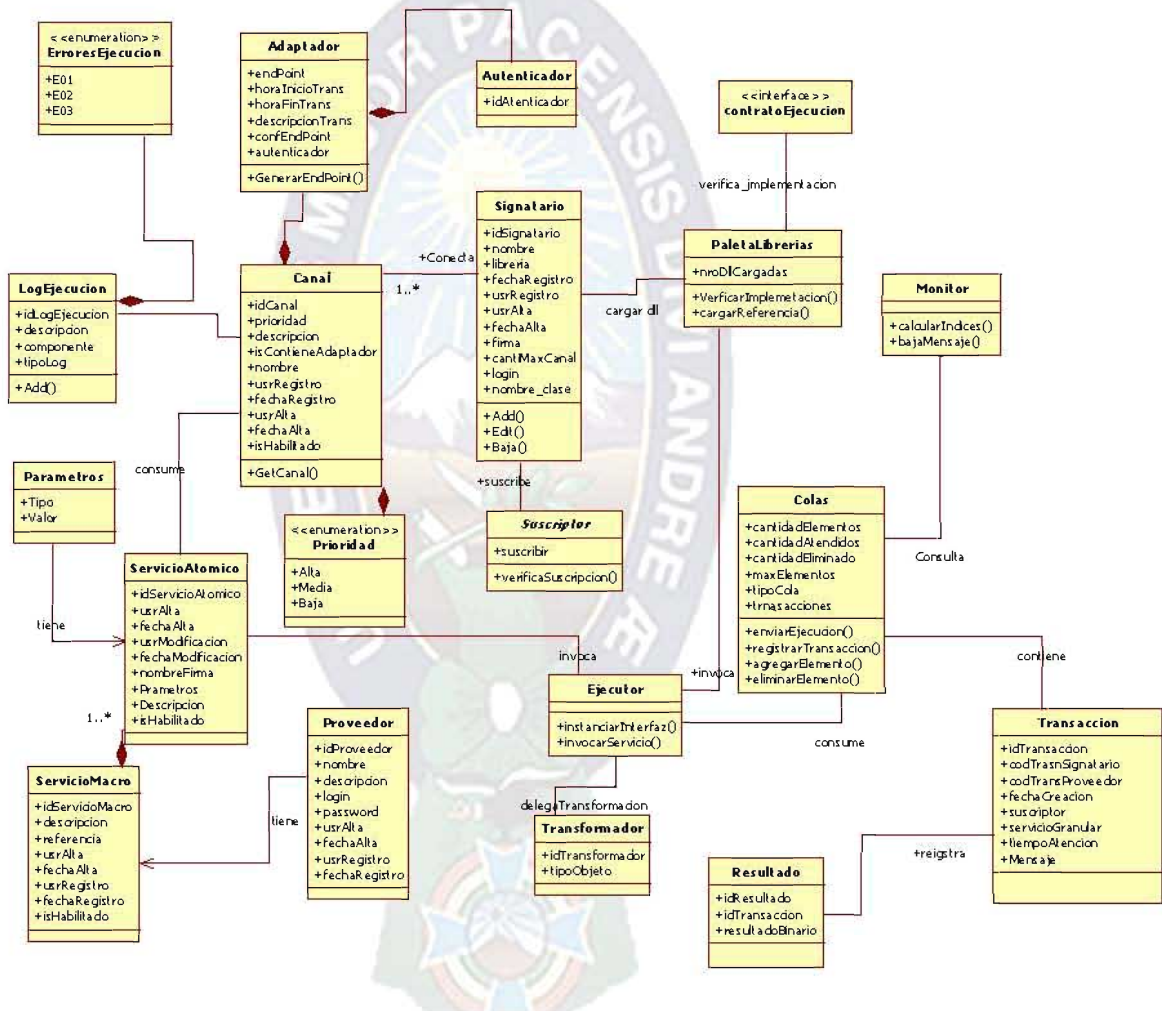 <<enumeration>>
ErroresEjecucion
+E01
+E02
+E03
Adaptador
+endPoint
+horaInicioTrans
+horaFinTrans
+descripcionTrans
+confEndPoint
+autenticador
+GenerarEndPoint()
Autenticador
+idAtenticador
<<interface>>
contratoEjecucion
verifica_implementacion
Signatario
+idSignatario
+nombre
+libreria
+fechaRegistro
+usrRegistro
+usrAlta
+fechaAlta
+firma
+cantiMaxCanal
+login
+nombre_clase
+Add()
+Edit()
+Baja()
+Conecta
1..*
PaletaLibrerias
+nroDllCargadas
+VerficarImplemetacion()
+cargarReferencia()
cargar dll
Monitor
+calcularIndices()
+bajaMensaje()
LogEjecucion
+idLogEjecucion
+descripcion
+componente
+tipoLog
+Add()
Canal
+idCanal
+prioridad
+descripcion
+isContieneAdaptador
+nombre
+usrRegistro
+fechaRegistro
+usrAlta
+fechaAlta
+isHabilitado
+GetCanal()
consume
+suscribe
Parametros
+Tipo
+Valor
tiene
<<enumeration>>
Prioridad
+Alta
+Media
+Baja
Suscriptor
+suscribir
+verificaSuscripcion()
Colas
+cantidadElementos
+cantidadAtendidos
+cantidadEliminado
+maxElementos
+tipoCola
+trnasacciones
+enviarEjecucion()
+registrarTransaccion()
+agregarElemento()
+eliminarElemento()
Consulta
contiene
ServicioAtomico
+idServicioAtomico
+usrAlta
+fechaAlta
+usrModificacion
+fechaModificacion
+nombreFirma
+Prametros
+Descripcion
+isHabilitado
1..*
invoca
+invoca
Ejecutor
+instanciarInterfaz()
+invocarServicio()
consume
delegaTransformacion
Proveedor
+idProveedor
+nombre
+descripcion
+login
+password
+usrAlta
+fechaAlta
+usrRegistro
+fechaRegistro
tiene
ServicioMacro
+idServicioMacro
+descripcion
+referencia
+usrAlta
+fechaAlta
+usrRegistro
+fechaRegistro
+isHabilitado
Transformador
+idTransformador
+tipoObjeto
Transaccion
+idTransaccion
+codTrasnSignatario
+codTransProveedor
+fechaCreacion
+suscriptor
+servicioGranular
+tiempoAtencion
+Mensaje
+reigstra
Resultado
+idResultado
+idTransaccion
+resultadoBinario